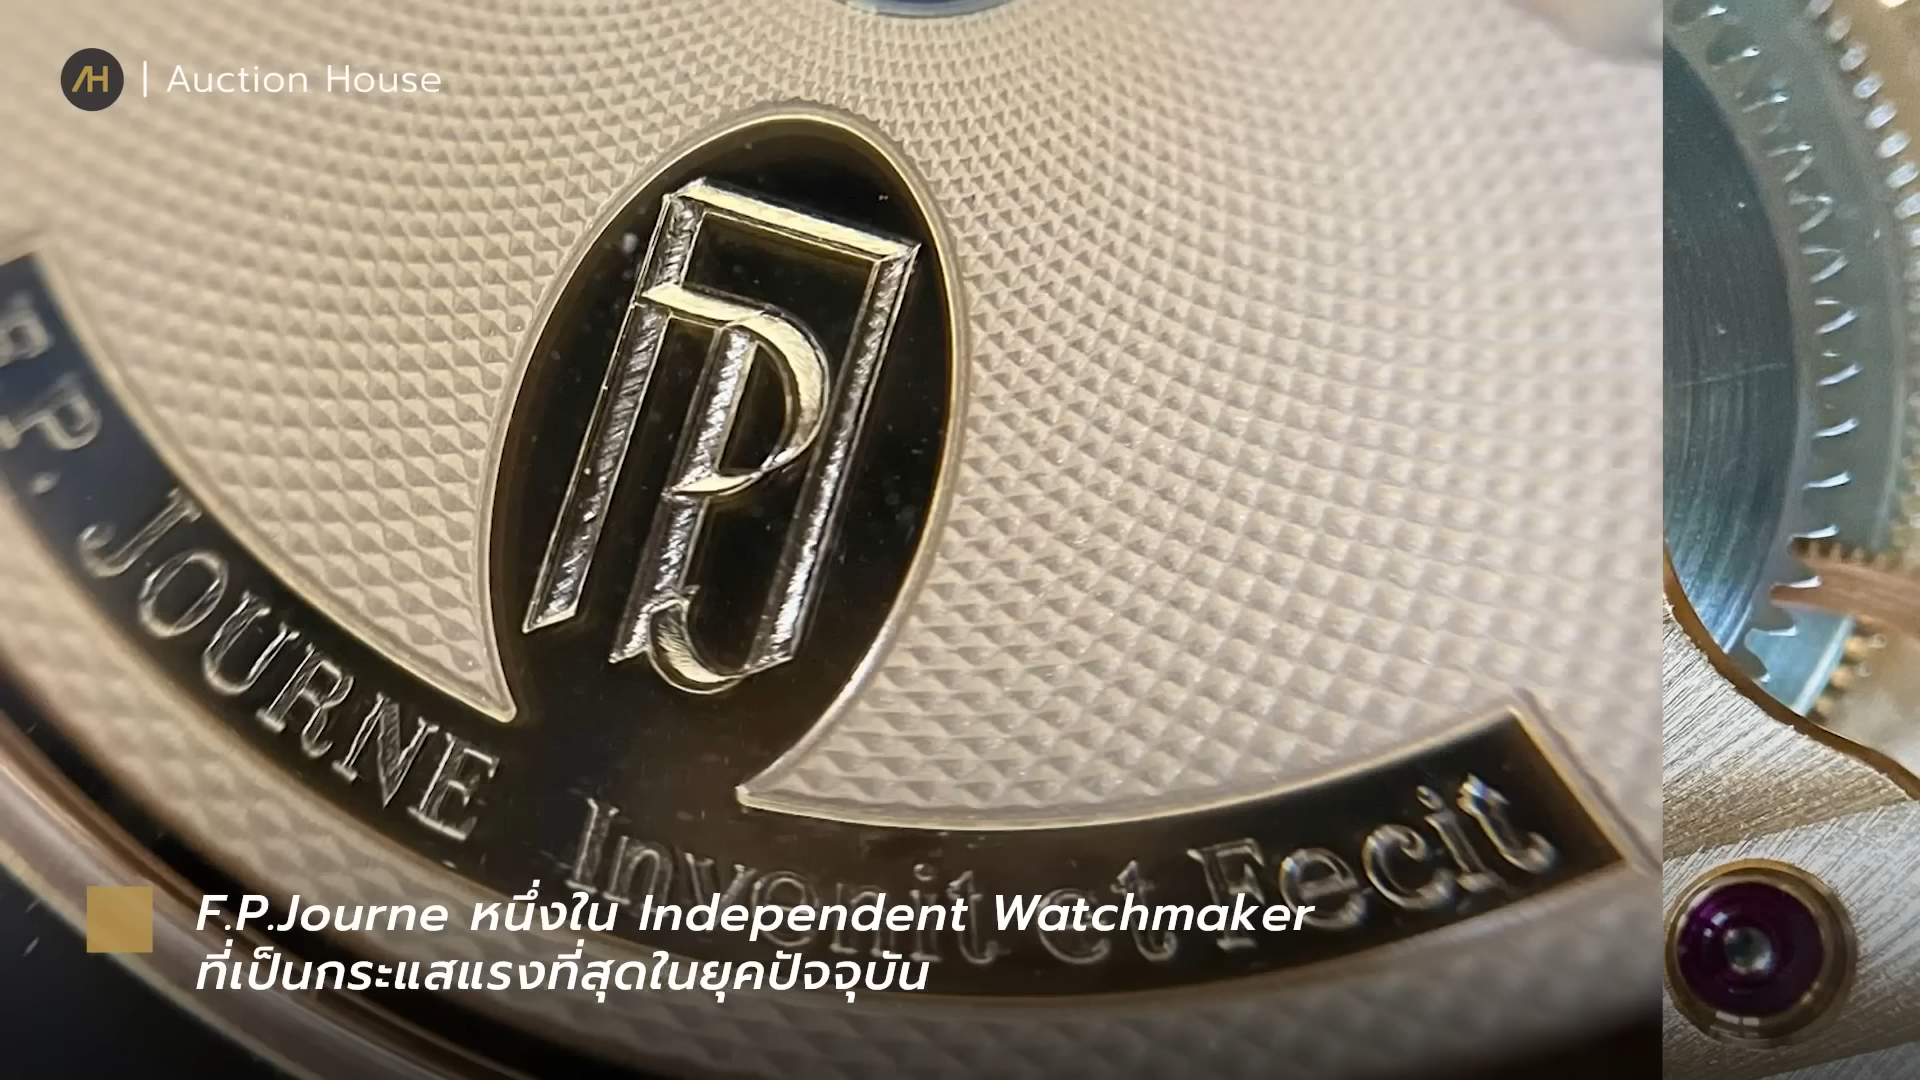 AH | Auction House
FPJ
F.P. JOURNE Invenit et Fecit
F.P.Journe หนึ่งใน Independent Watchmaker
ที่เป็นกระแสแรงที่สุดในยุคปัจจุบัน